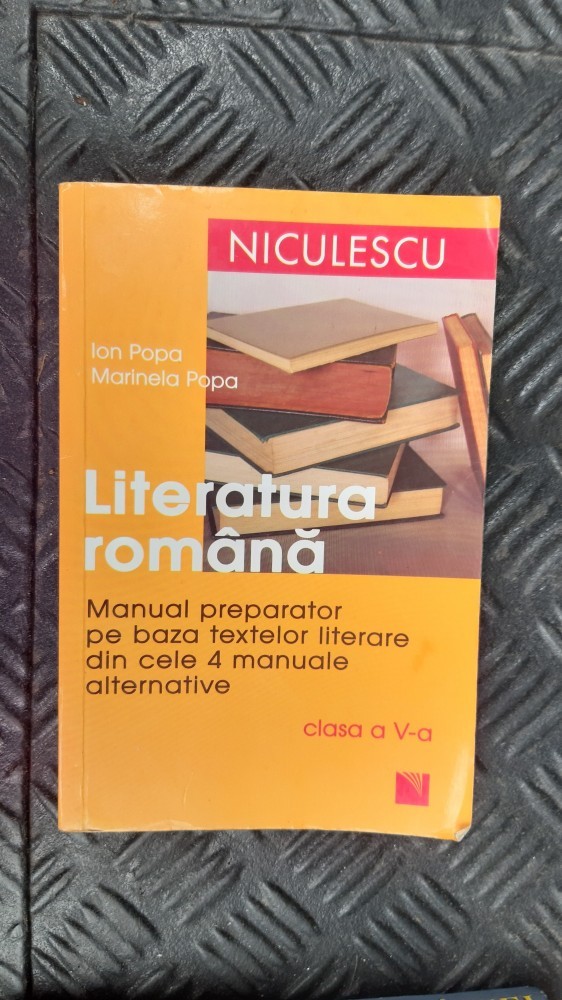 NICULESCU
Ion Popa
Marinela Popa
Literatura
română
Manual preparator
pe baza textelor literare
din cele 4 manuale
alternative
clasa a V-a
N